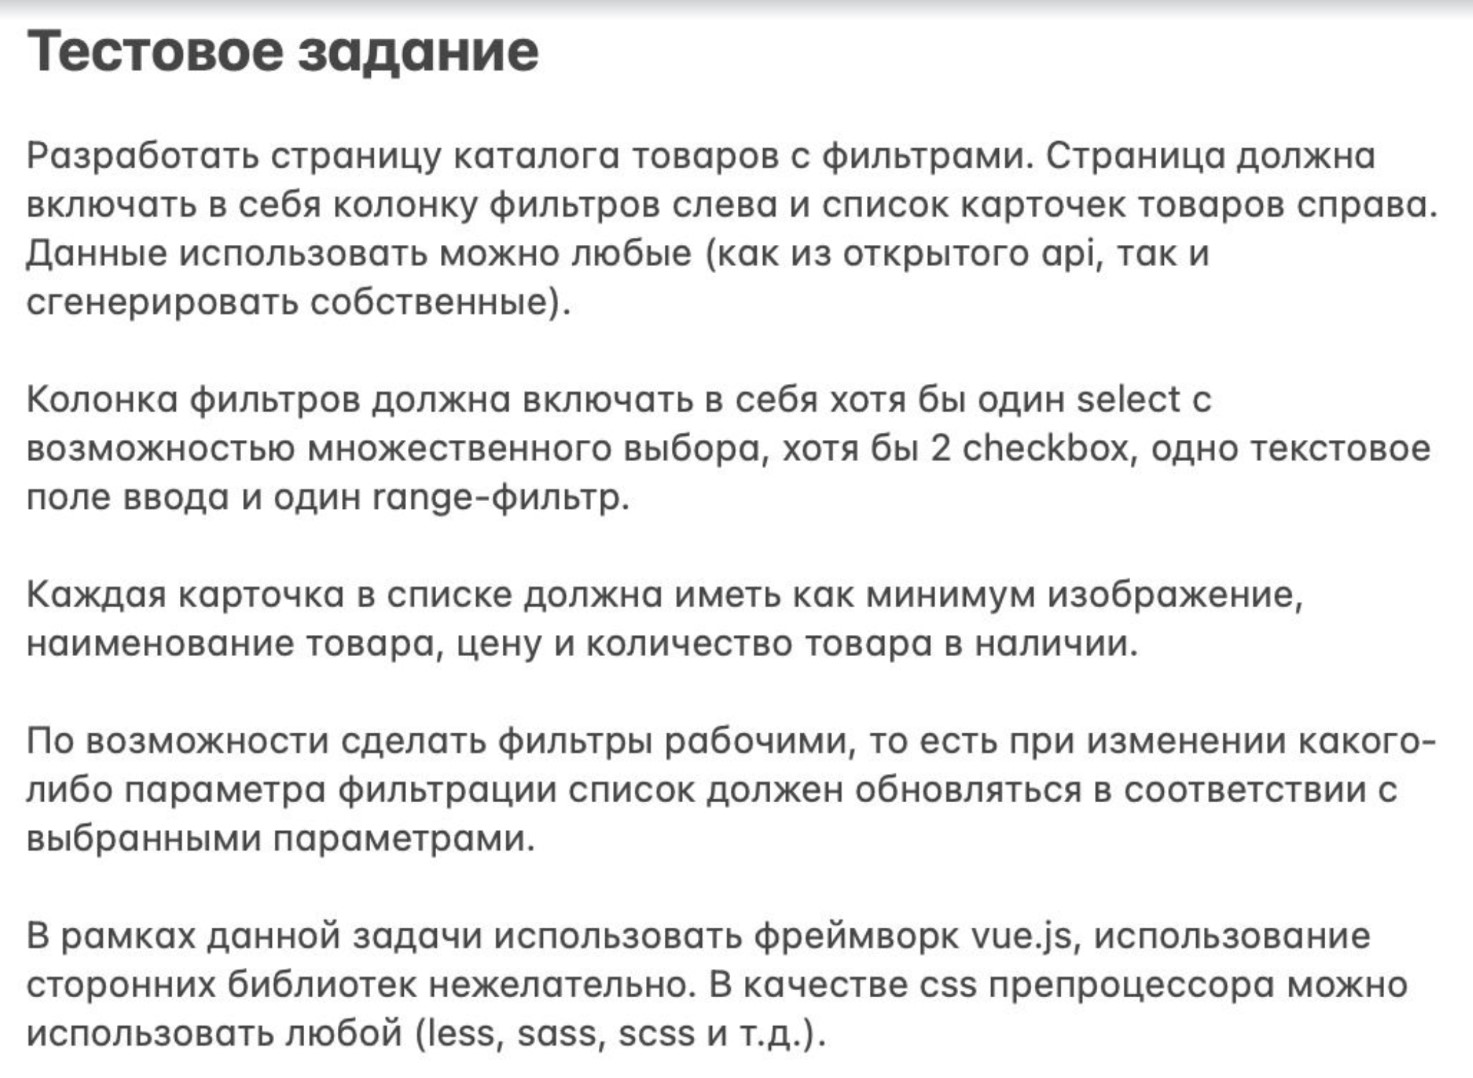 Тестовое задание
Разработать страницу каталога товаров с фильтрами. Страница должна
включать в себя колонку фильтров слева и список карточек товаров справа.
Данные использовать можно любые (как из открытого api, так и
сгенерировать собственные).
Колонка фильтров должна включать в себя хотя бы один select с
возможностью множественного выбора, хотя бы 2 checkbox, одно текстовое
поле ввода и один range-фильтр.
Каждая карточка в списке должна иметь как минимум изображение,
наименование товара, цену и количество товара в наличии.
По возможности сделать фильтры рабочими, то есть при изменении какого-
либо параметра фильтрации список должен обновляться в соответствии с
выбранными параметрами.
В рамках данной задачи использовать фреймворк vue.js, использование
сторонних библиотек нежелательно. В качестве css препроцессора можно
использовать любой (less, sass, scss и т.д.).